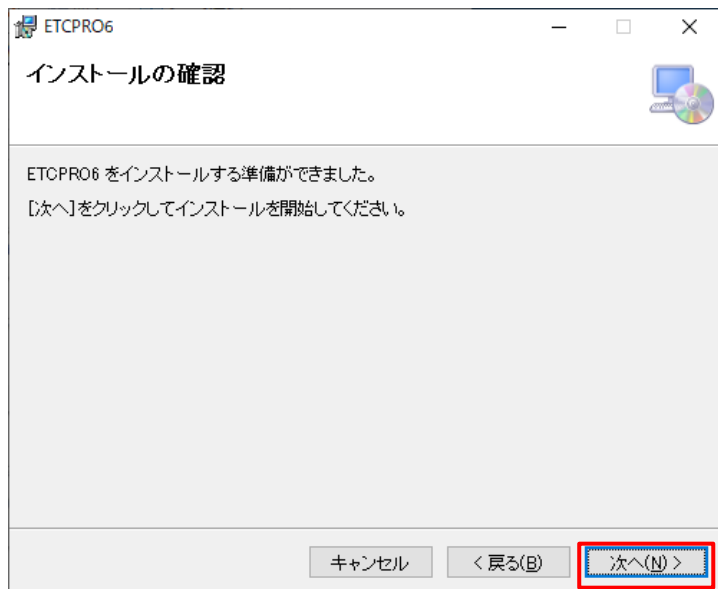 ETCPRO6
インストールの確認
ETCPRO6 をインストールする準備ができました。
[次へ]をクリックしてインストールを開始してください。
キャンセル
< 戻る(B)
次へ(N) >